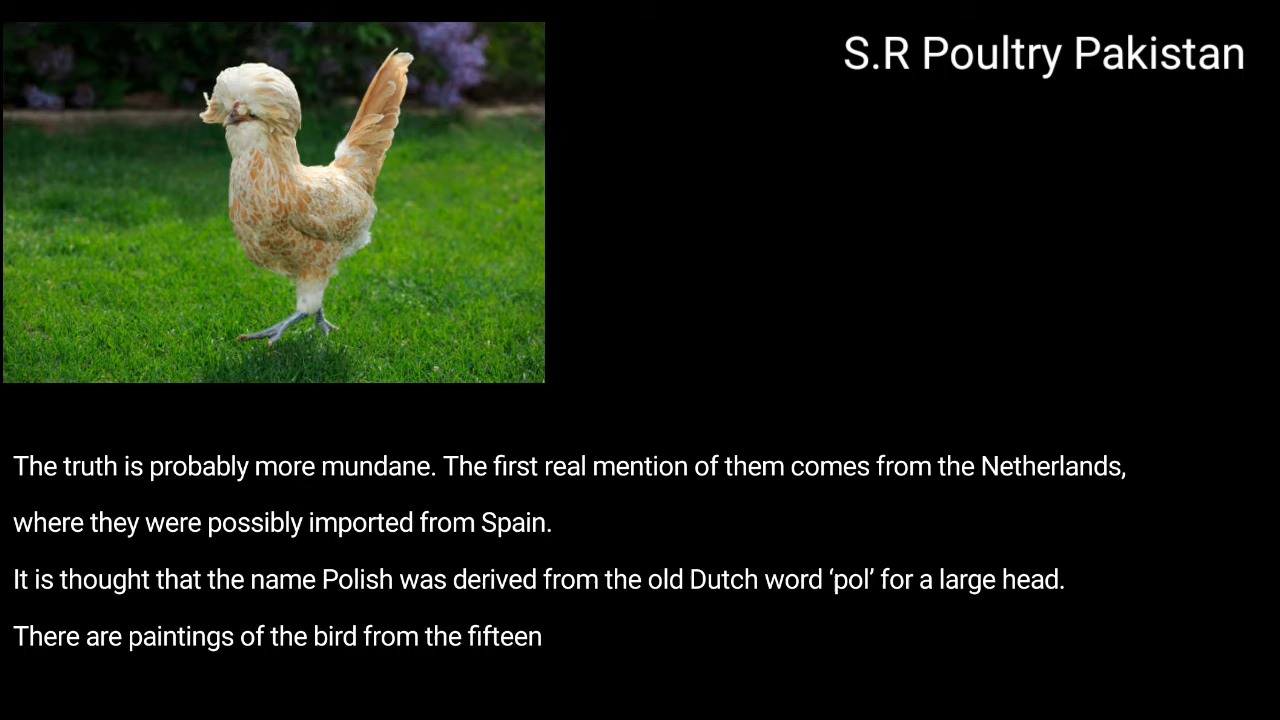 S.R Poultry Pakistan
The truth is probably more mundane. The first real mention of them comes from the Netherlands,
where they were possibly imported from Spain.
It is thought that the name Polish was derived from the old Dutch word ‘pol’ for a large head.
There are paintings of the bird from the fifteen